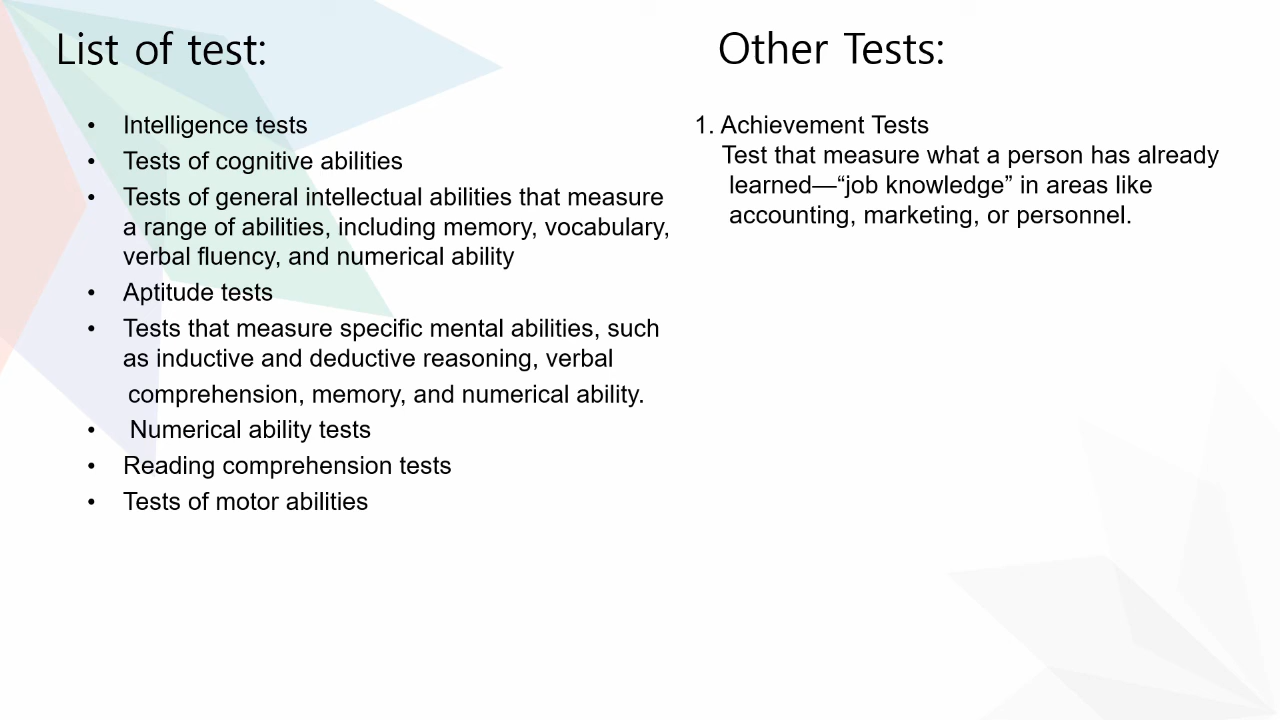 List of test:
• Intelligence tests
• Tests of cognitive abilities
• Tests of general intellectual abilities that measure
a range of abilities, including memory, vocabulary,
verbal fluency, and numerical ability
• Aptitude tests
• Tests that measure specific mental abilities, such
as inductive and deductive reasoning, verbal
comprehension, memory, and numerical ability.
• Numerical ability tests
• Reading comprehension tests
• Tests of motor abilities
Other Tests:
1. Achievement Tests
Test that measure what a person has already
learned—“job knowledge” in areas like
accounting, marketing, or personnel.